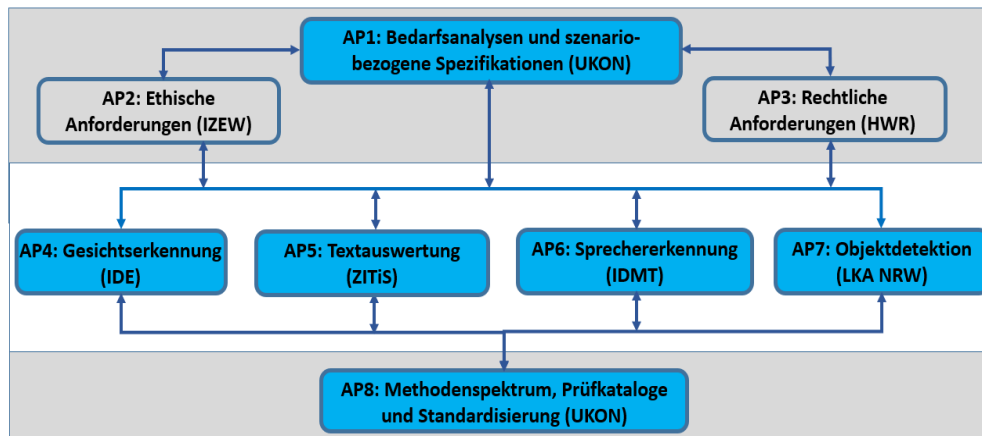 AP1: Bedarfsanalysen und szenario-
bezogene Spezifikationen (UKON)
AP2: Ethische
Anforderungen (IZEW)
AP3: Rechtliche
Anforderungen (HWR)
AP4: Gesichtserkennung
(IDE)
AP5: Textauswertung
(ZITiS)
AP6: Sprechererkennung
(IDMT)
AP7: Objektdetektion
(LKA NRW)
AP8: Methodenspektrum, Prüfkataloge
und Standardisierung (UKON)